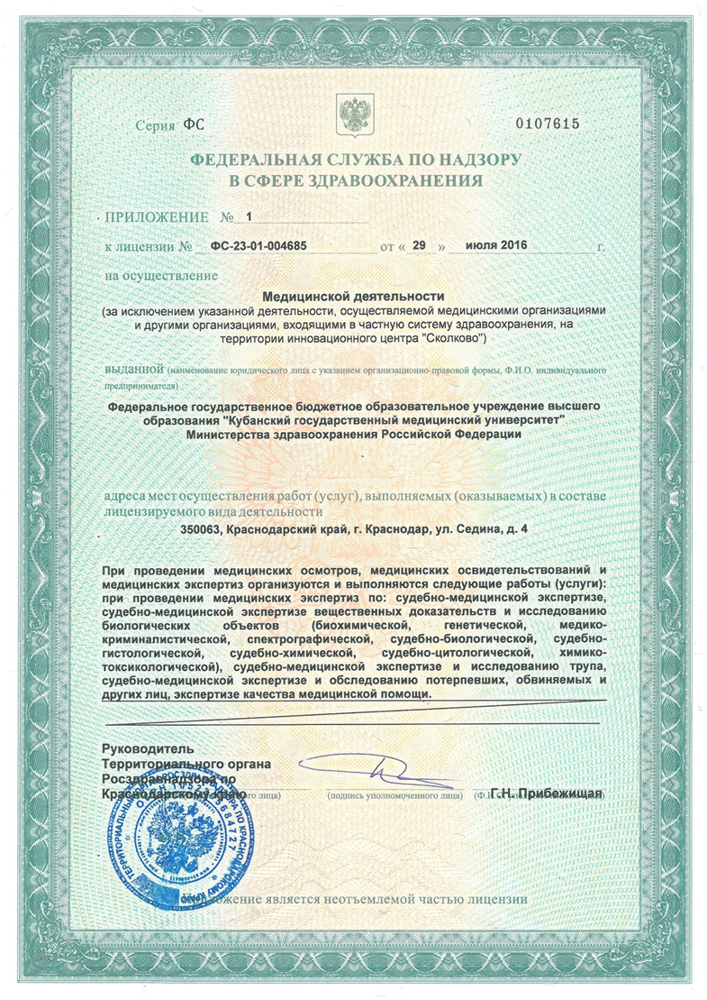 Серия ФС 0107615
ФЕДЕРАЛЬНАЯ СЛУЖБА ПО НАДЗОРУ
В СФЕРЕ ЗДРАВООХРАНЕНИЯ
ПРИЛОЖЕНИЕ № 1
к лицензии № ФС-23-01-004685 от « 29 » июля 2016 г.
на осуществление
Медицинской деятельности
(за исключением указанной деятельности, осуществляемой медицинскими организациями
и другими организациями, входящими в частную систему здравоохранения, на
территории инновационного центра "Сколково")
выданной (наименование юридического лица с указанием организационно-правовой формы, Ф.И.О. индивидуального
предпринимателя)
Федеральное государственное бюджетное образовательное учреждение высшего
образования "Кубанский государственный медицинский университет"
Министерства здравоохранения Российской Федерации
адреса мест осуществления работ (услуг), выполняемых (оказываемых) в составе
лицензируемого вида деятельности
350063, Краснодарский край, г. Краснодар, ул. Седина, д. 4
При проведении медицинских осмотров, медицинских освидетельствований и
медицинских экспертиз организуются и выполняются следующие работы (услуги):
при проведении медицинских экспертиз по: судебно-медицинской экспертизе,
судебно-медицинской экспертизе вещественных доказательств и исследованию
биологических объектов (биохимической, генетической, медико-
криминалистической, спектрографической, судебно-биологической, судебно-
гистологической, судебно-химической, судебно-цитологической, химико-
токсикологической), судебно-медицинской экспертизе и исследованию трупа,
судебно-медицинской экспертизе и обследованию потерпевших, обвиняемых и
других лиц, экспертизе качества медицинской помощи.
Руководитель
Территориального органа
Росздравнадзора по
Краснодарскому краю лица) (подпись уполномоченного лица) Г.Н. Прибежищая
ТЕРРИТОРИАЛЬНЫЙ ОРГАН РОСЗДРАВНАДЗОРА ПО КРАСНОДАРСКОМУ КРАЮ
является неотъемлемой частью лицензии